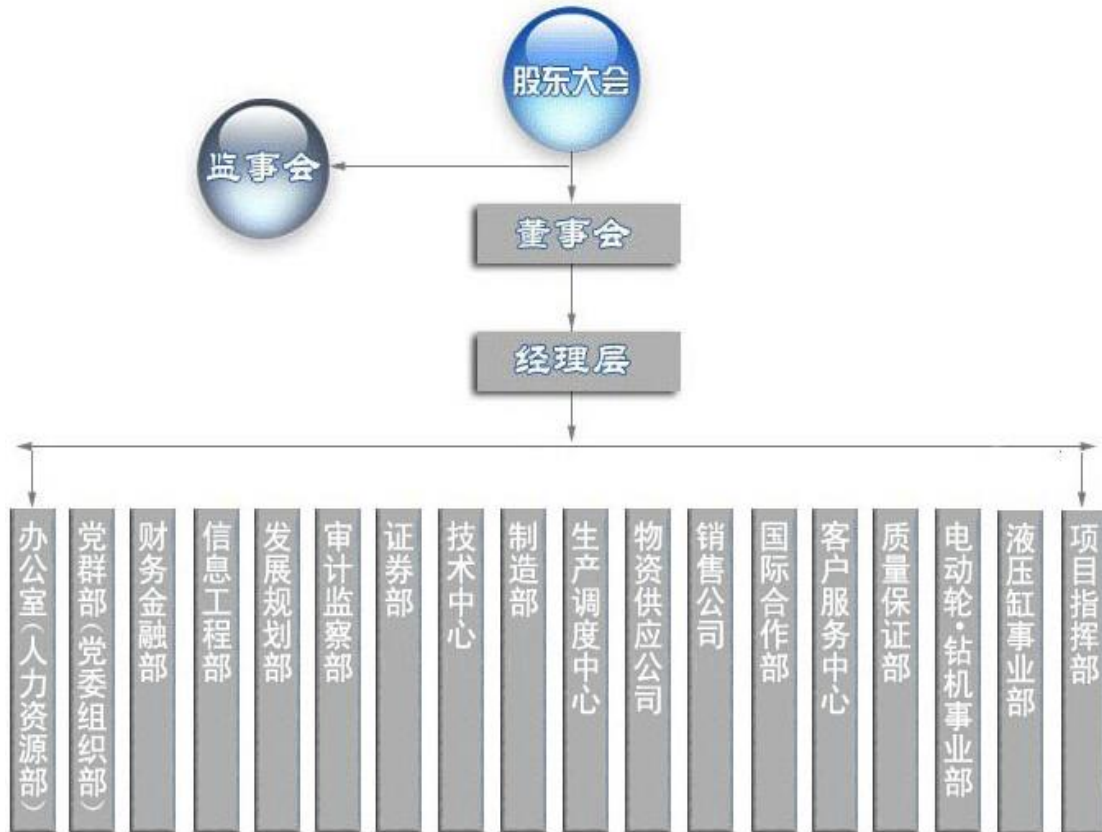 股东大会
监事会
董事会
经理层
办公室(人力资源部)
党群部(党委组织部)
财务金融部
信息工程部
发展规划部
审计监察部
证券部
技术中心
制造部
生产调度中心
物资供应公司
销售公司
国际合作部
客户服务中心
质量保证部
电动轮•钻机事业部
液压缸事业部
项目指挥部